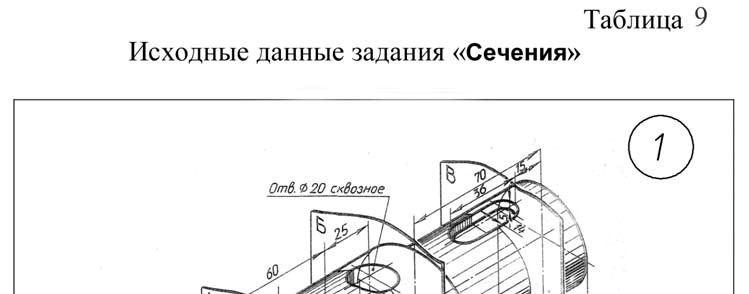 Таблица 9
Исходные данные задания «Сечения»
1
В 70 15
36
Отв. Ø 20 сквозное
Б 25
60